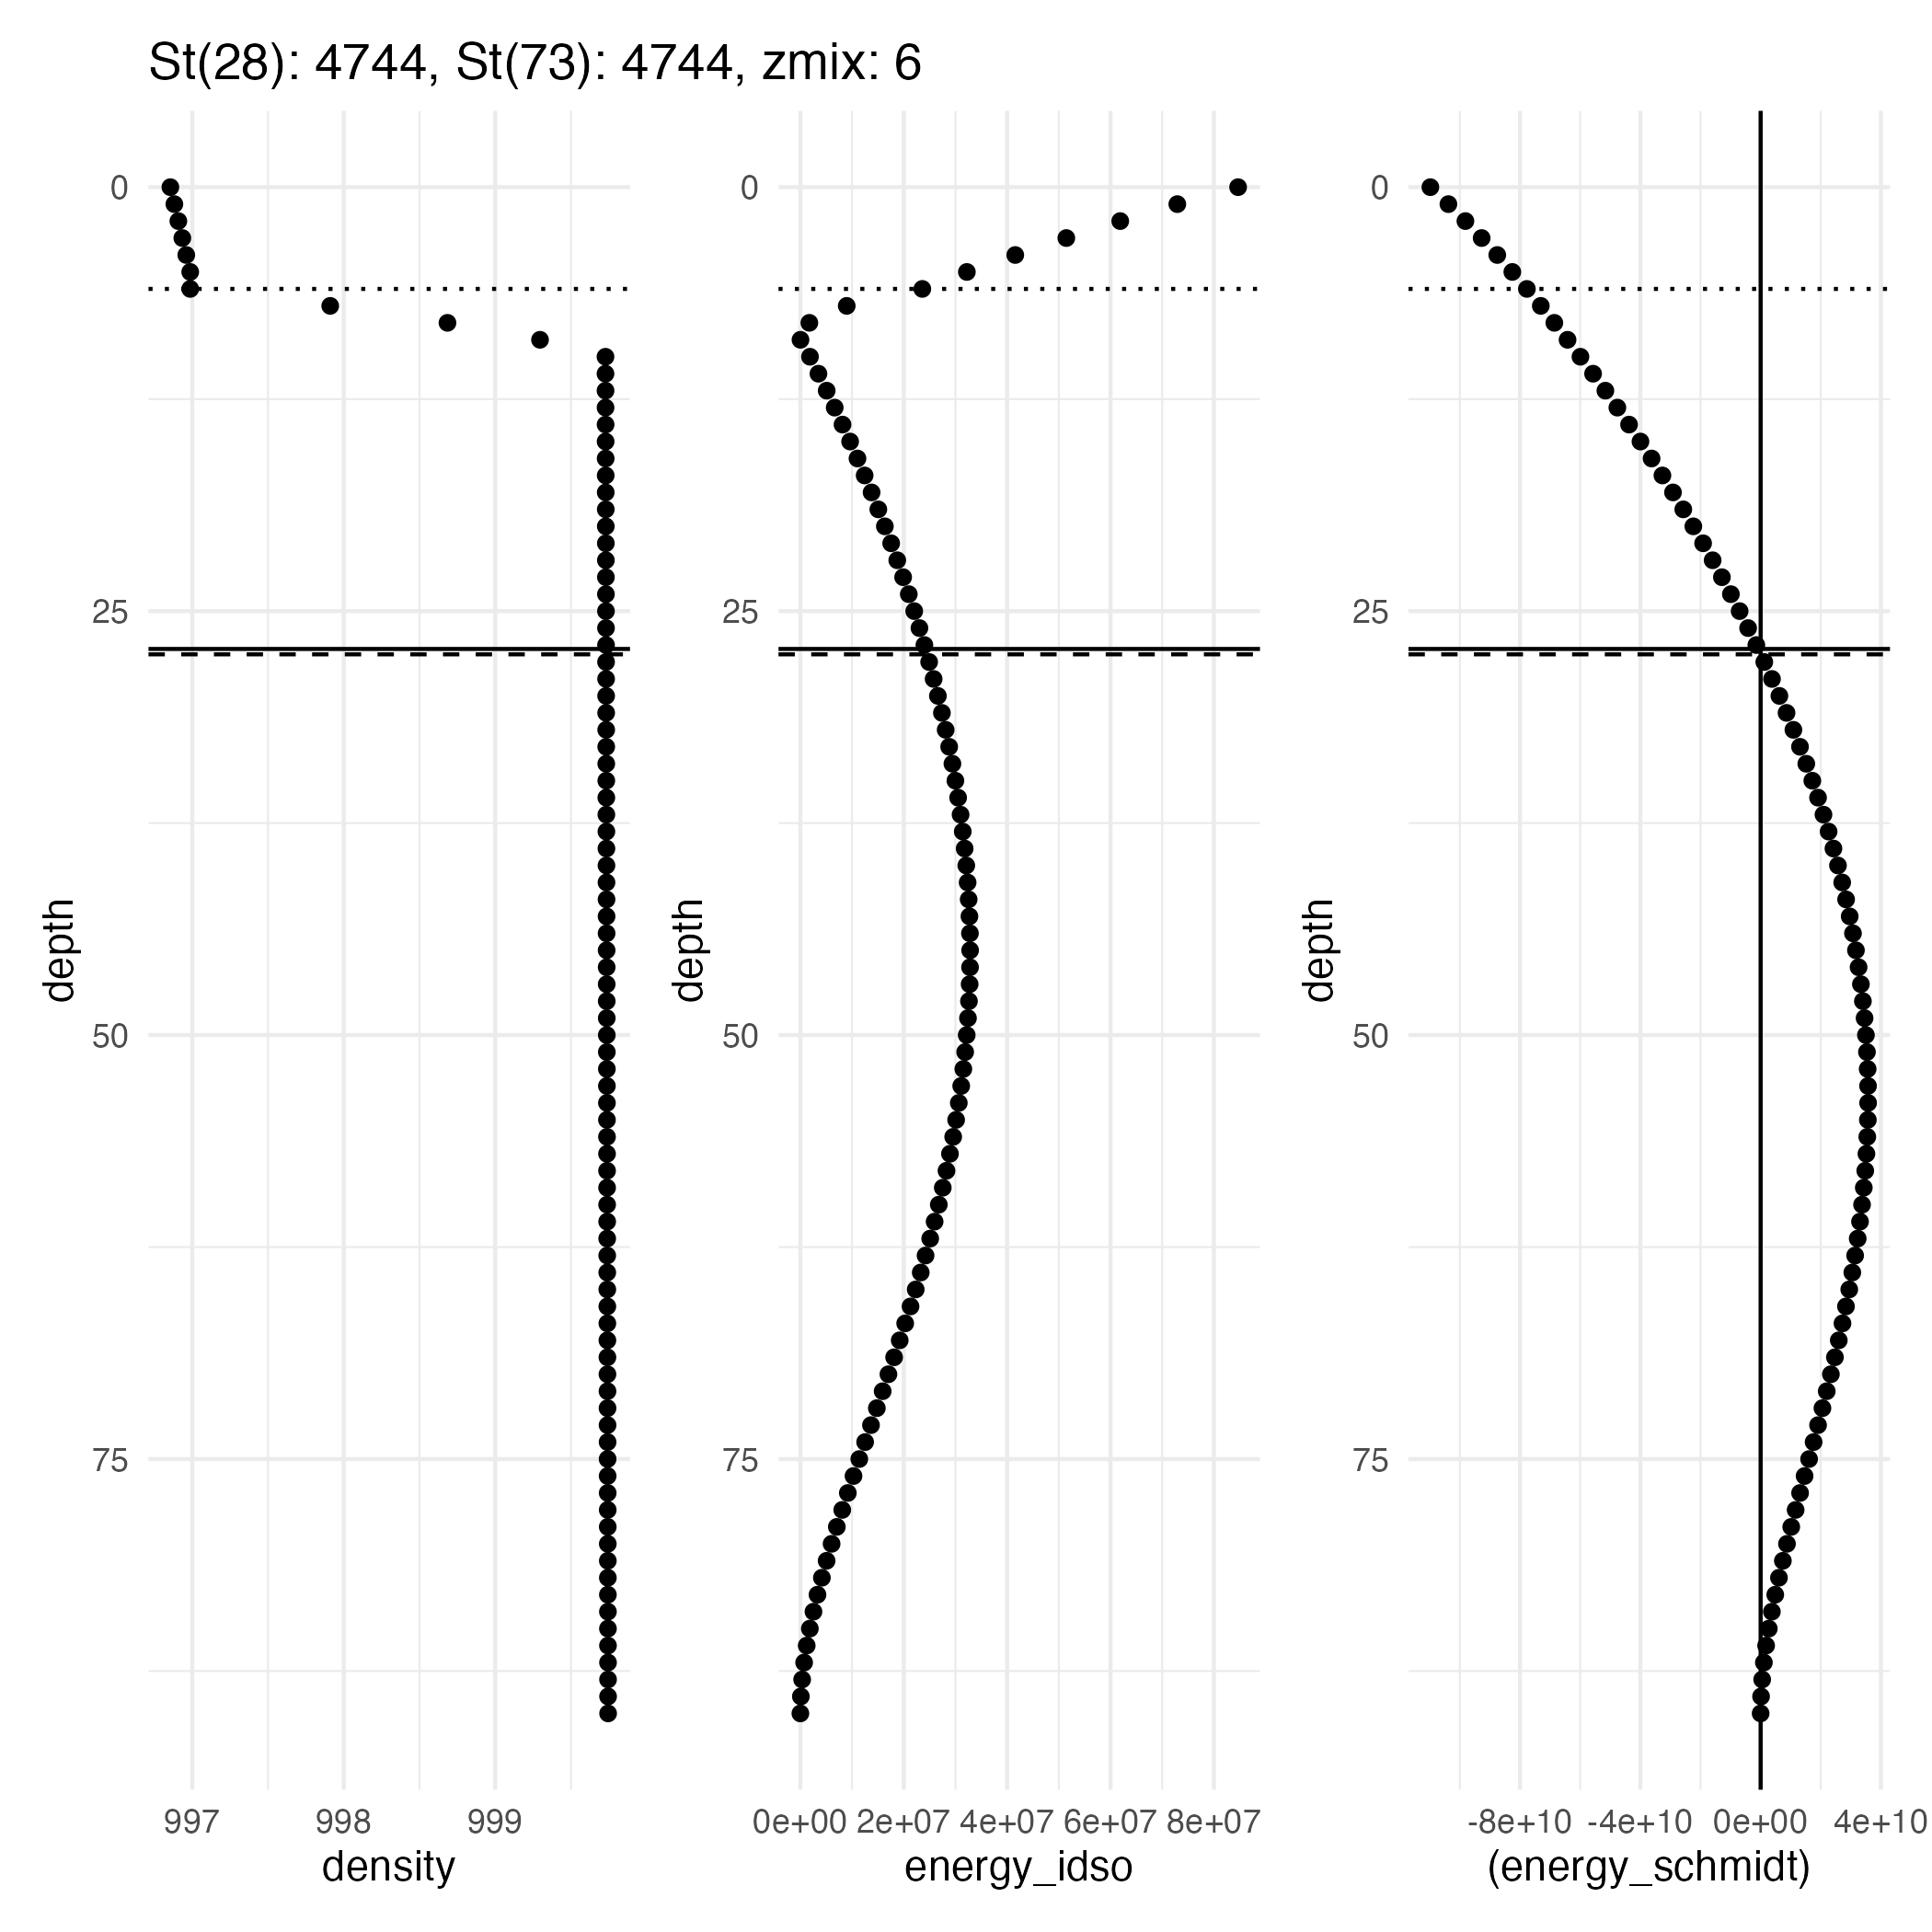 St(28): 4744, St(73): 4744, zmix: 6
0
25
50
75
depth
997 998 999
density
0
25
50
75
depth
0e+00 2e+07 4e+07 6e+07 8e+07
energy_idso
0
25
50
75
depth
-8e+10 -4e+10 0e+00 4e+10
(energy_schmidt)